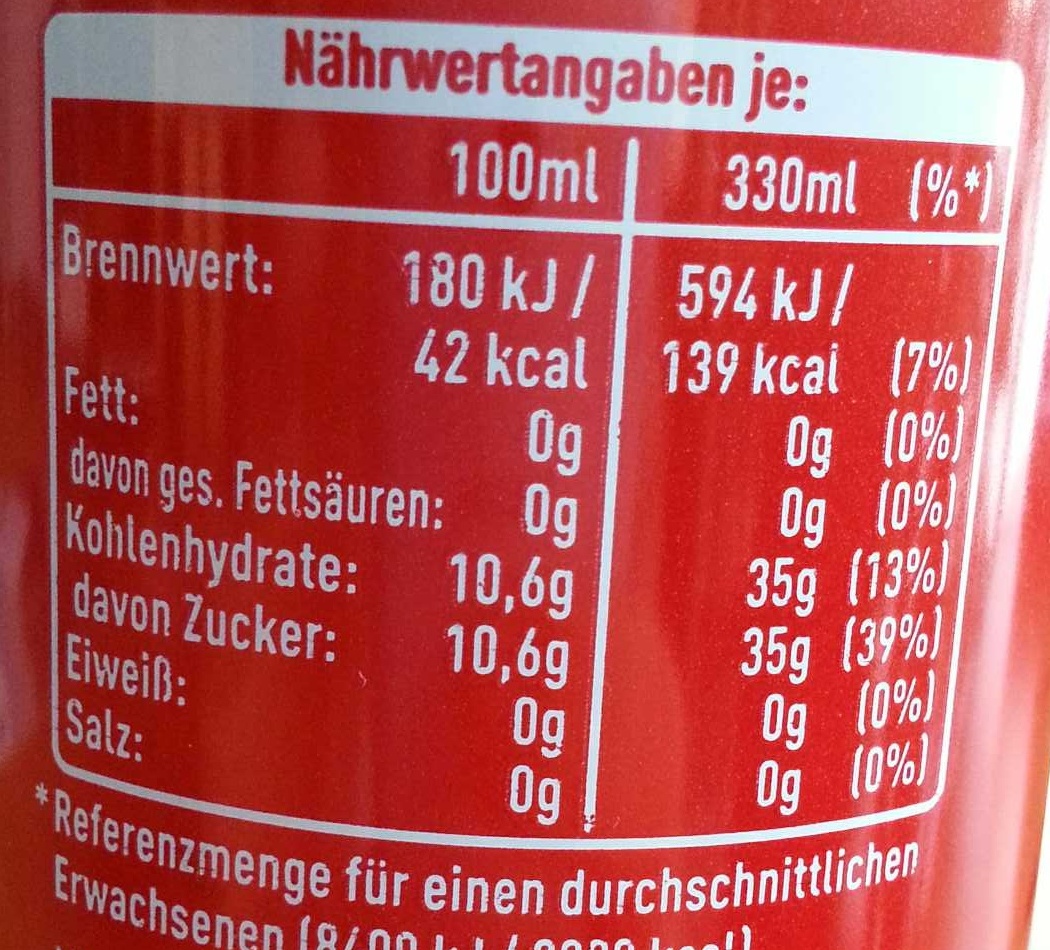 Nährwertangaben je:
100ml 330ml (%*)
Brennwert: 180 kJ / 594 kJ /
42 kcal 139 kcal (7%)
Fett: 0g 0g (0%)
davon ges. Fettsäuren: 0g 0g (0%)
Kohlenhydrate: 10,6g 35g (13%)
davon Zucker: 10,6g 35g (39%)
Eiweiß: 0g 0g (0%)
Salz: 0g 0g (0%)
*Referenzmenge für einen durchschnittlichen
Erwachsenen